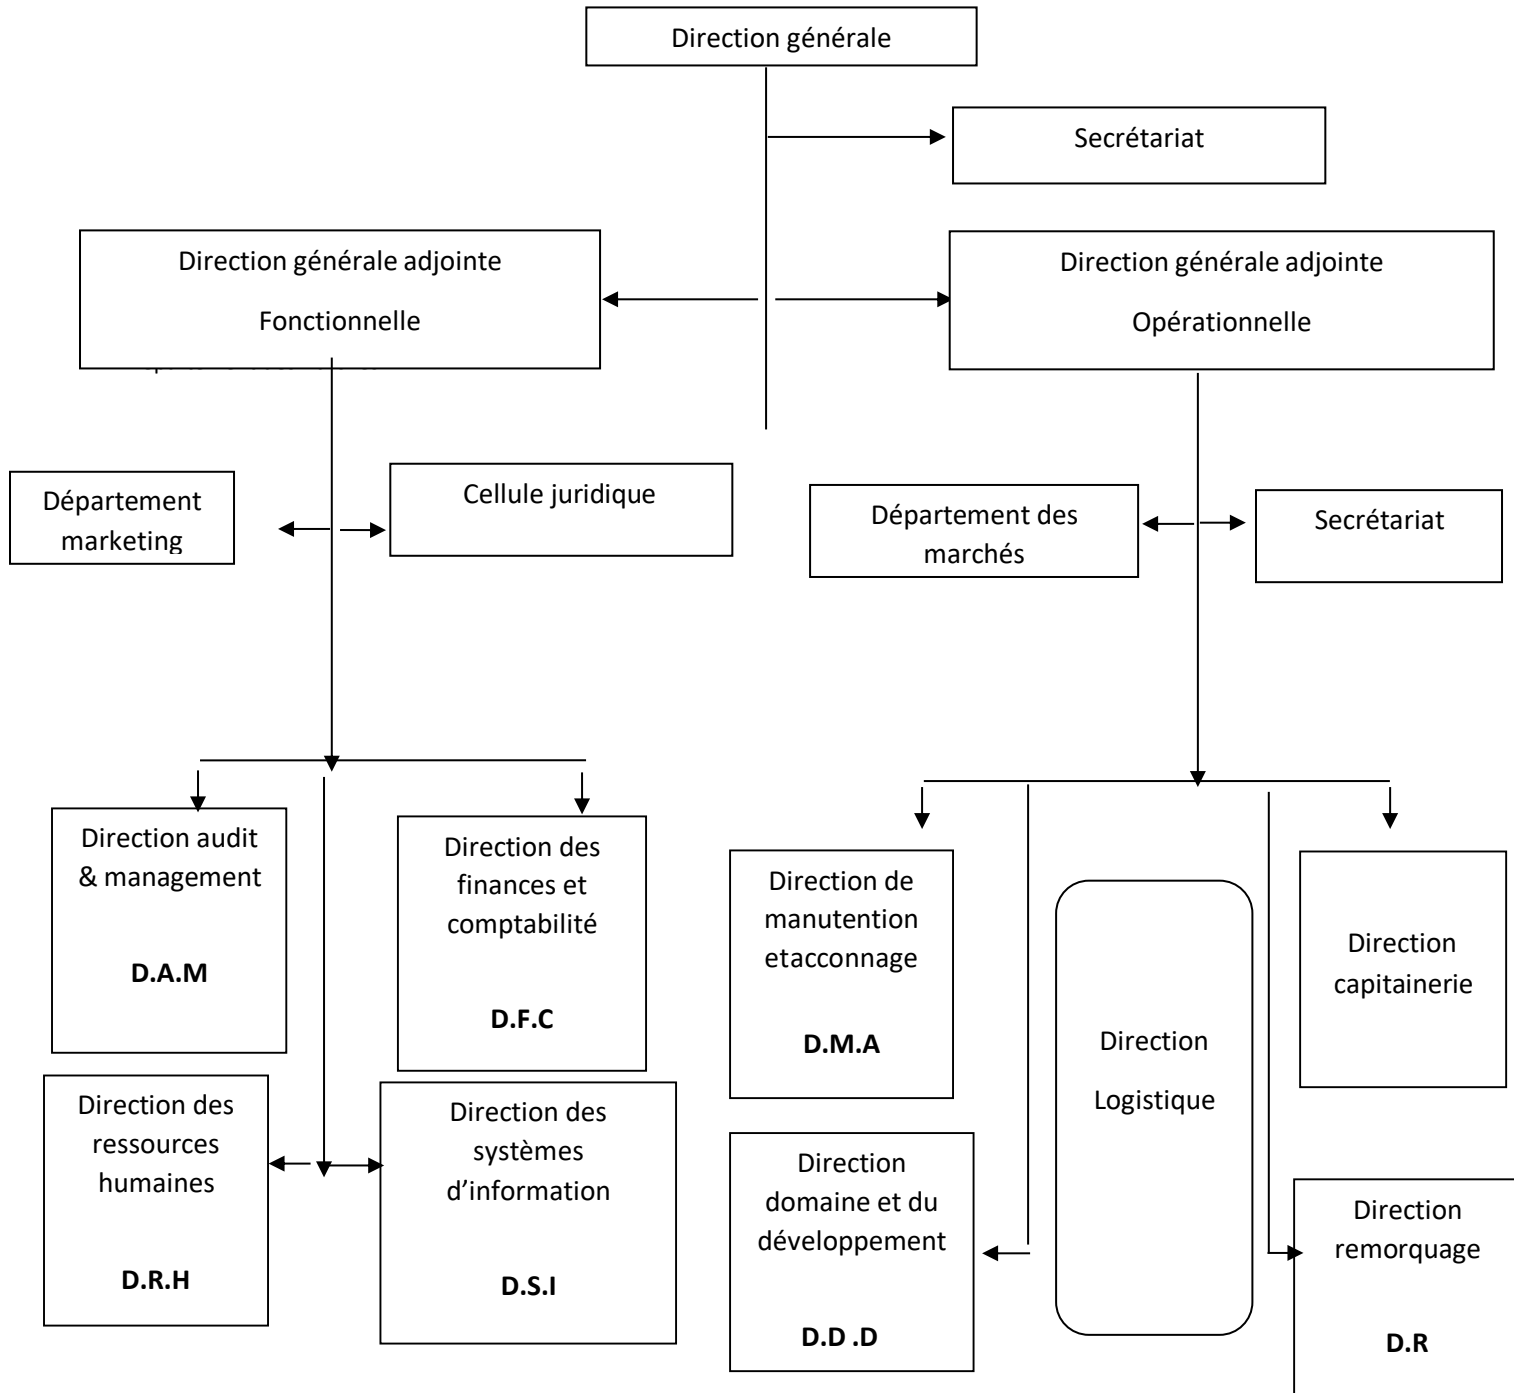 Direction générale
Secrétariat
Direction générale adjointe
Fonctionnelle
Direction générale adjointe
Opérationnelle
Département
marketing
Cellule juridique
Département des
marchés
Secrétariat
Direction audit
& management
D.A.M
Direction des
finances et
comptabilité
D.F.C
Direction de
manutention
etacconnage
D.M.A
Direction
Logistique
Direction
capitainerie
Direction des
ressources
humaines
D.R.H
Direction des
systèmes
d’information
D.S.I
Direction
domaine et du
développement
D.D .D
Direction
remorquage
D.R